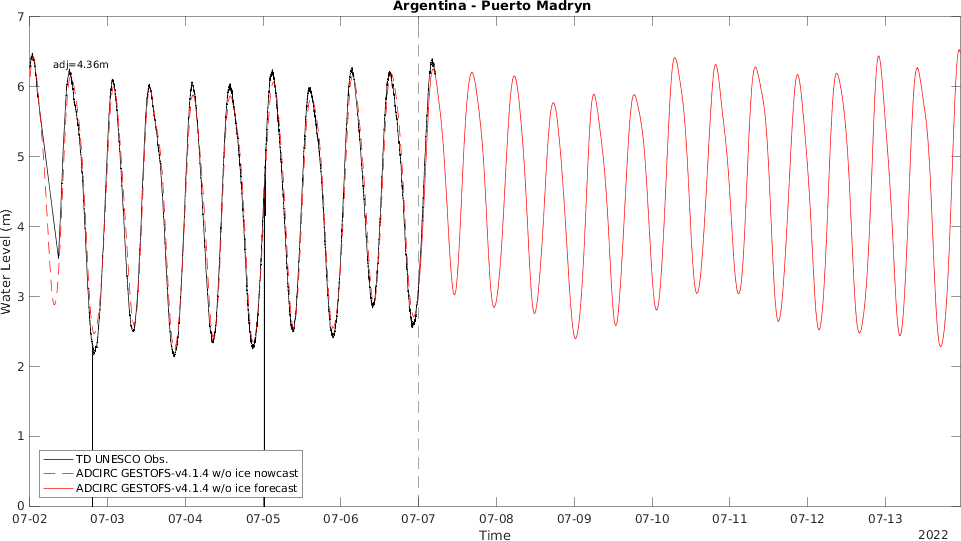 Argentina - Puerto Madryn
adj=4.36m
7
6
5
4
3
2
1
0
Water Level (m)
TD UNESCO Obs.
ADCIRC GESTOFS-v4.1.4 w/o ice nowcast
ADCIRC GESTOFS-v4.1.4 w/o ice forecast
07-02 07-03 07-04 07-05 07-06 07-07 07-08 07-09 07-10 07-11 07-12 07-13
Time
2022